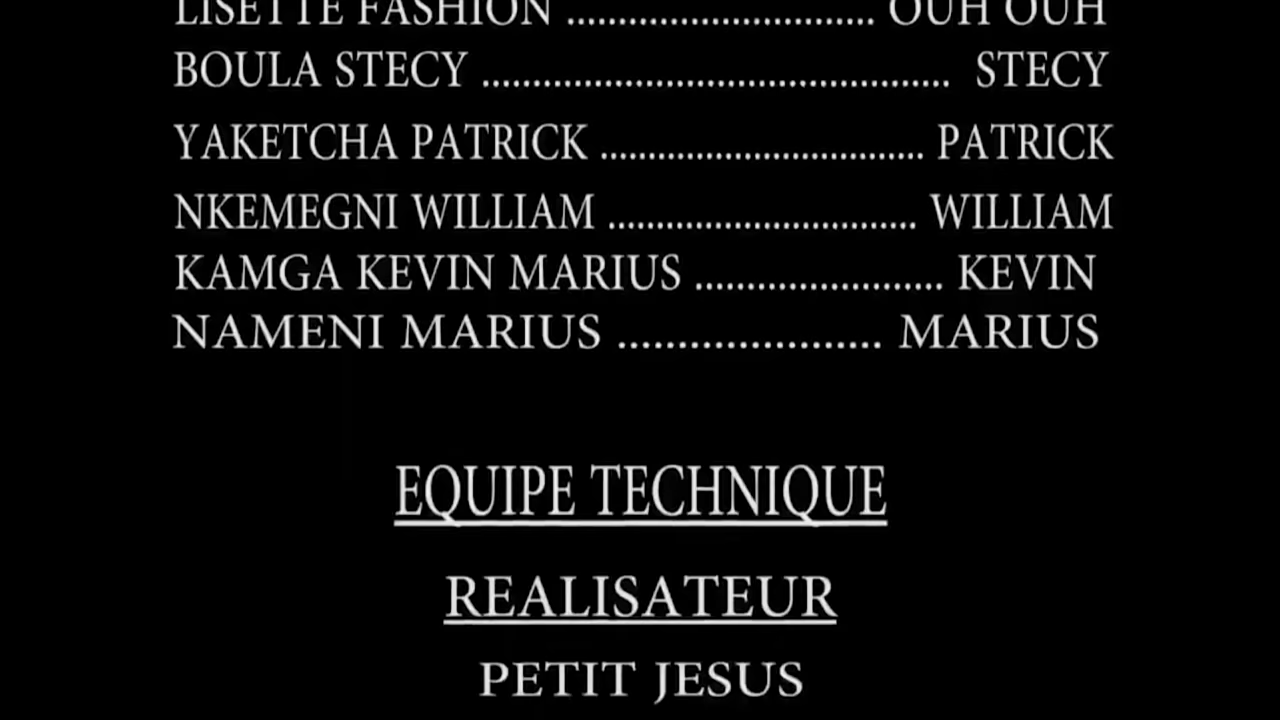 LISETTE FASHION .............................. OUH OUH
BOULA STECY ............................................. STECY
YAKETCHA PATRICK ............................... PATRICK
NKEMEGNI WILLIAM .............................. WILLIAM
KAMGA KEVIN MARIUS ........................ KEVIN
NAMENI MARIUS ...................... MARIUS
EQUIPE TECHNIQUE
REALISATEUR
PETIT JESUS